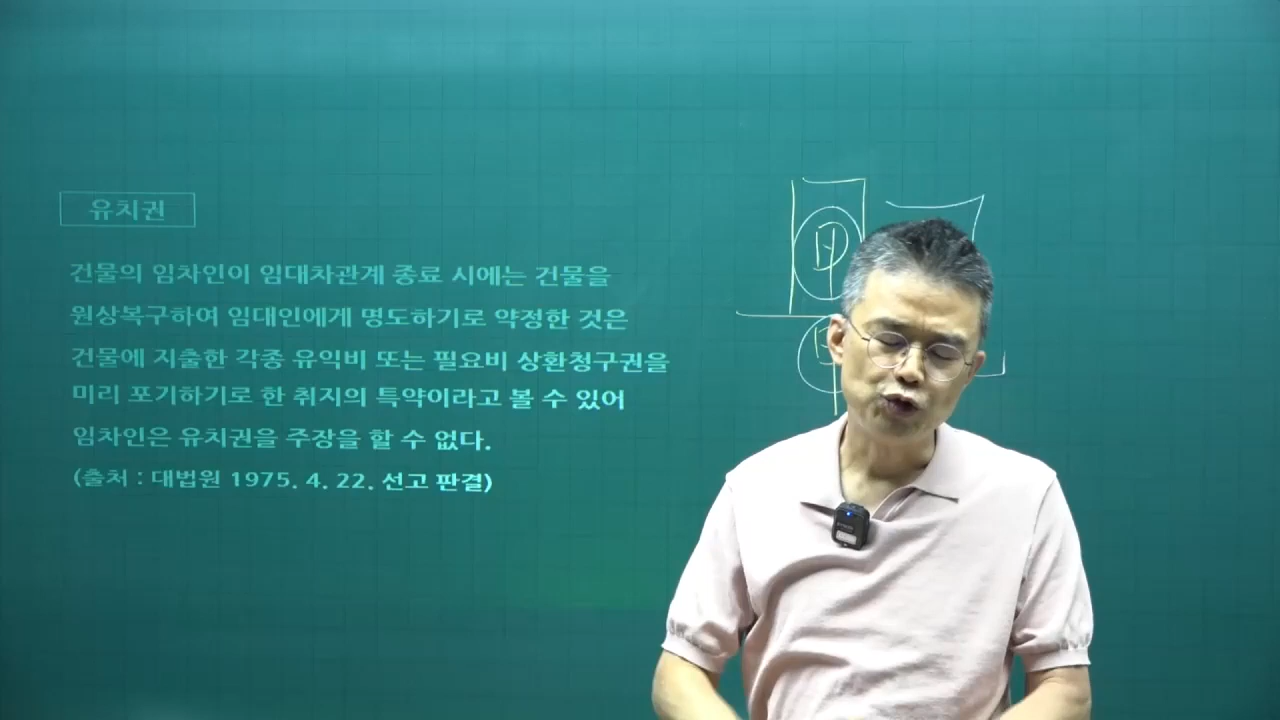 유치권
건물의 임차인이 임대차관계 종료 시에는 건물을
원상복구하여 임대인에게 명도하기로 약정한 것은
건물에 지출한 각종 유익비 또는 필요비 상환청구권을
미리 포기하기로 한 취지의 특약이라고 볼 수 있어
임차인은 유치권을 주장을 할 수 없다.
(출처 : 대법원 1975. 4. 22. 선고 판결)